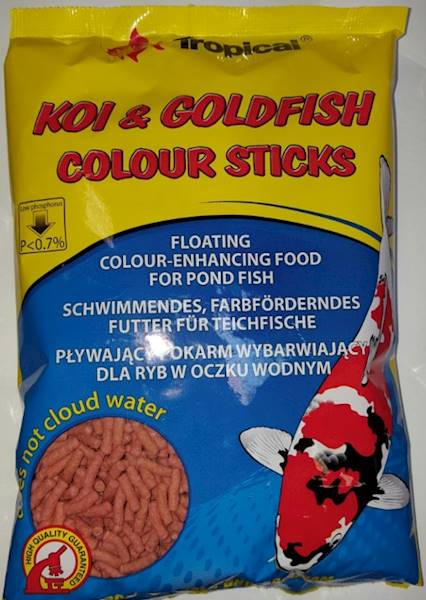 Tropical®
KOI & GOLDFISH
COLOUR STICKS
Low phosphorus
P<0.7%
FLOATING
COLOUR-ENHANCING FOOD
FOR POND FISH
SCHWIMMENDES, FARBFÖRDERNDES
FUTTER FÜR TEICHFISCHE
PŁYWAJĄCY POKARM WYBARWIAJĄCY
DLA RYB W OCZKU WODNYM
does not cloud water
HIGH QUALITY GUARANTEED